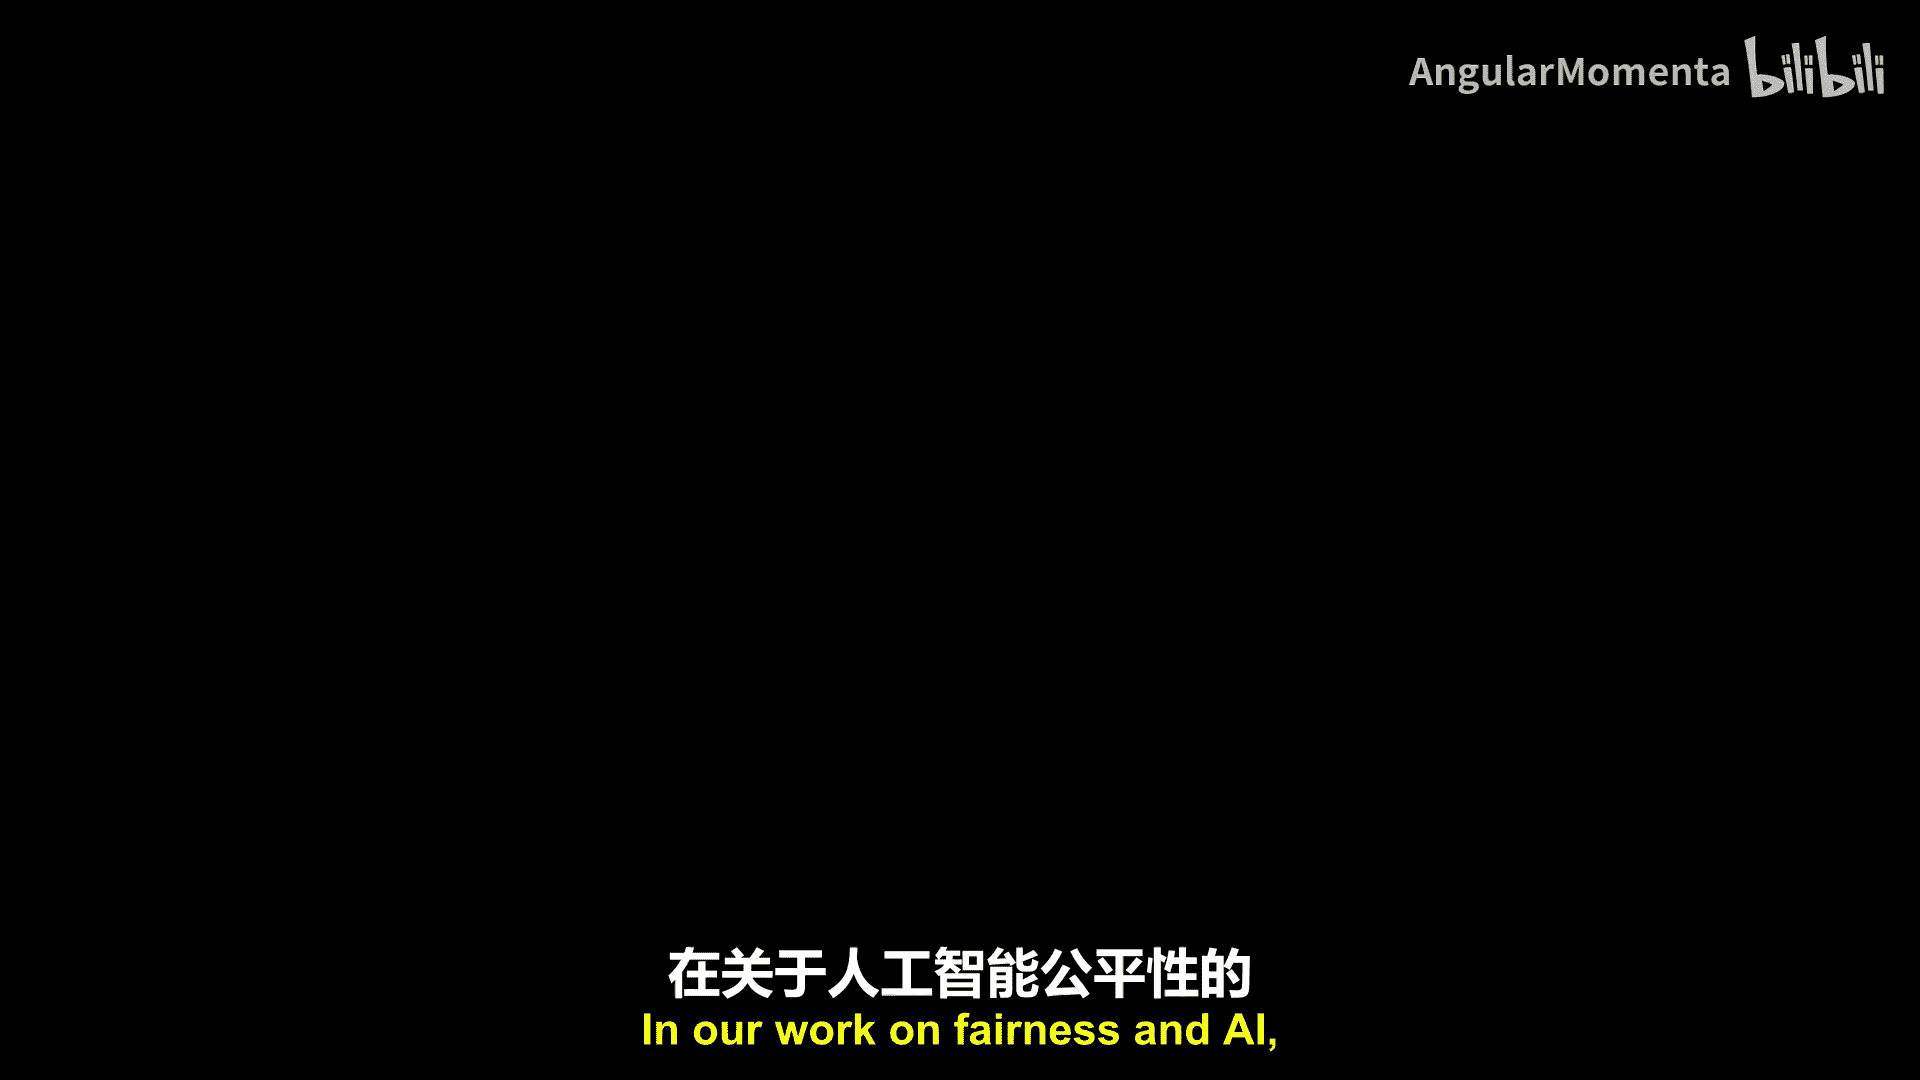 AngularMomenta bilibili
在关于人工智能公平性的
In our work on fairness and AI,